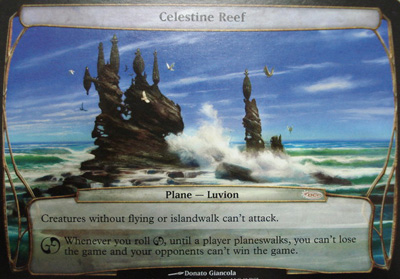 Celestine Reef
Plane — Luvion
Creatures without flying or islandwalk can't attack.
Whenever you roll , until a player planeswalks, you can't lose
the game and your opponents can't win the game.
Donato Giancola